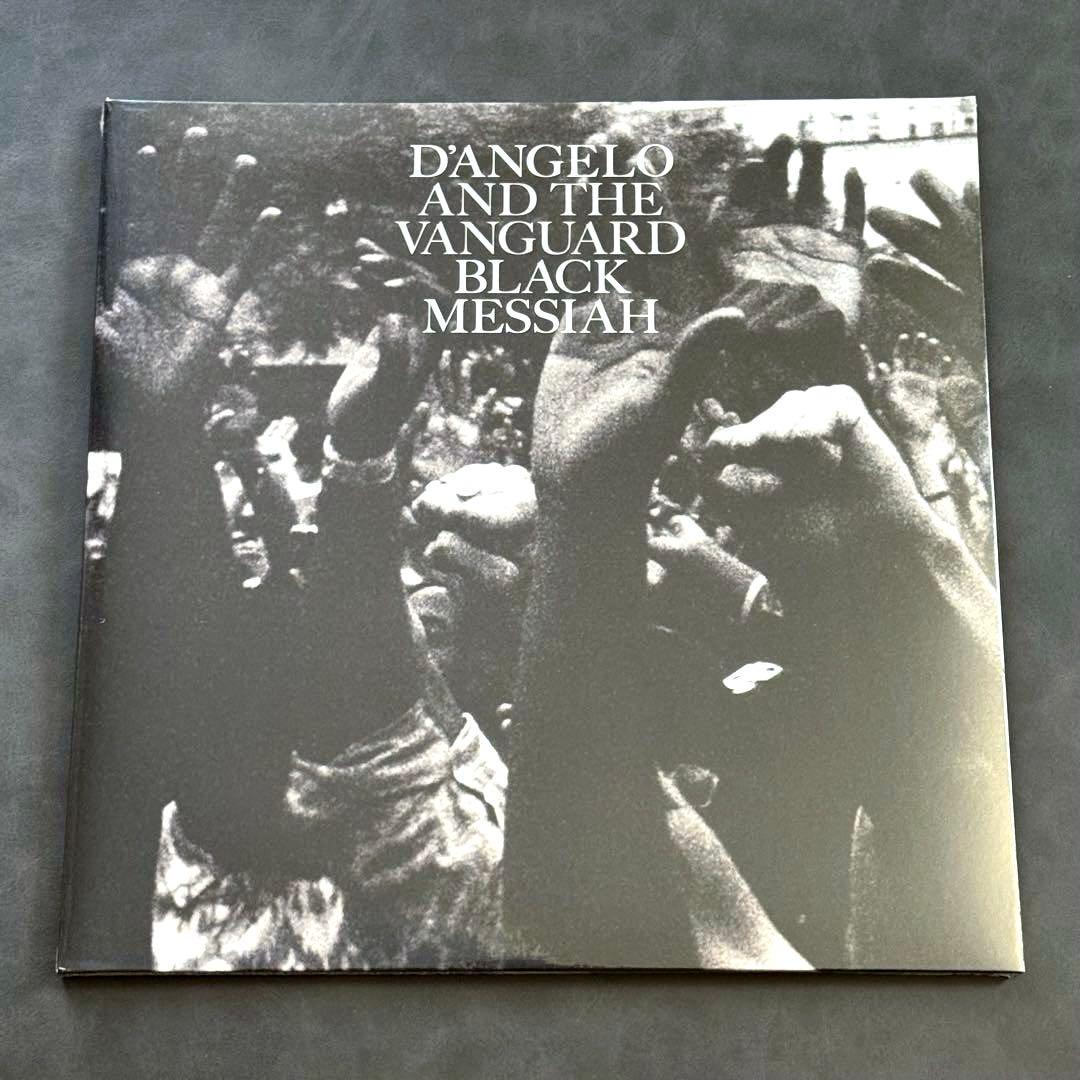 D'ANGELO
AND THE
VANGUARD
BLACK
MESSIAH